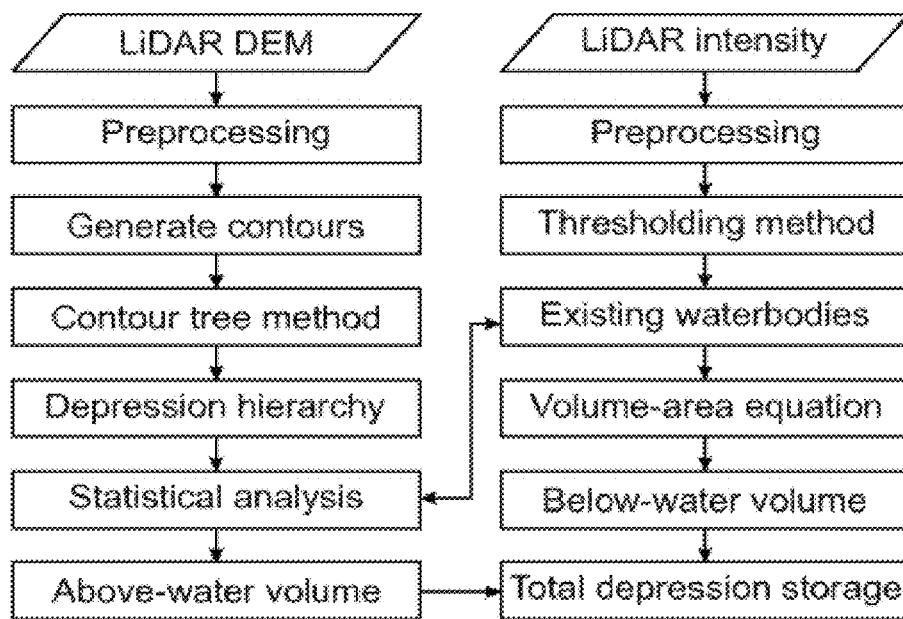 LiDAR DEM
Preprocessing
Generate contours
Contour tree method
Depression hierarchy
Statistical analysis
Above-water volume
LiDAR intensity
Preprocessing
Thresholding method
Existing waterbodies
Volume-area equation
Below-water volume
Total depression storage